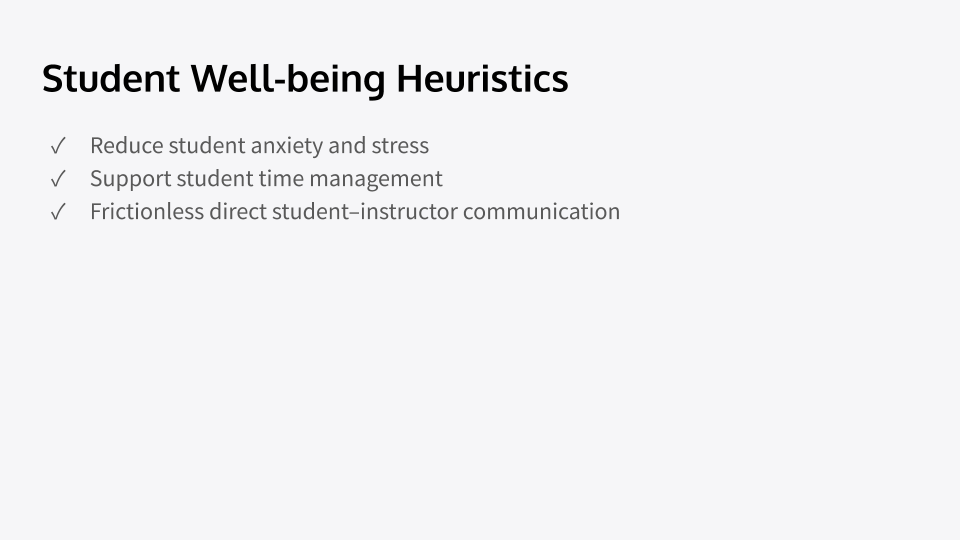 Student Well-being Heuristics
✓ Reduce student anxiety and stress
✓ Support student time management
✓ Frictionless direct student–instructor communication